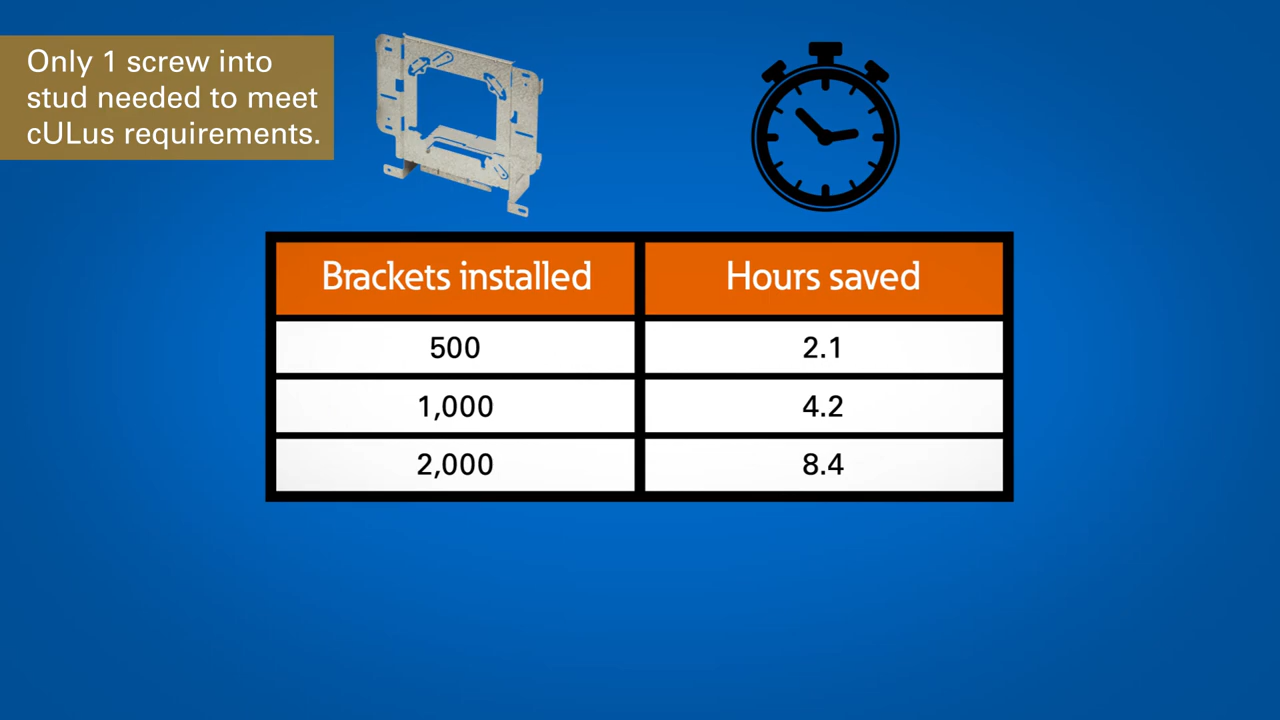 Only 1 screw into
stud needed to meet
cULus requirements.
Brackets installed Hours saved
500 2.1
1,000 4.2
2,000 8.4